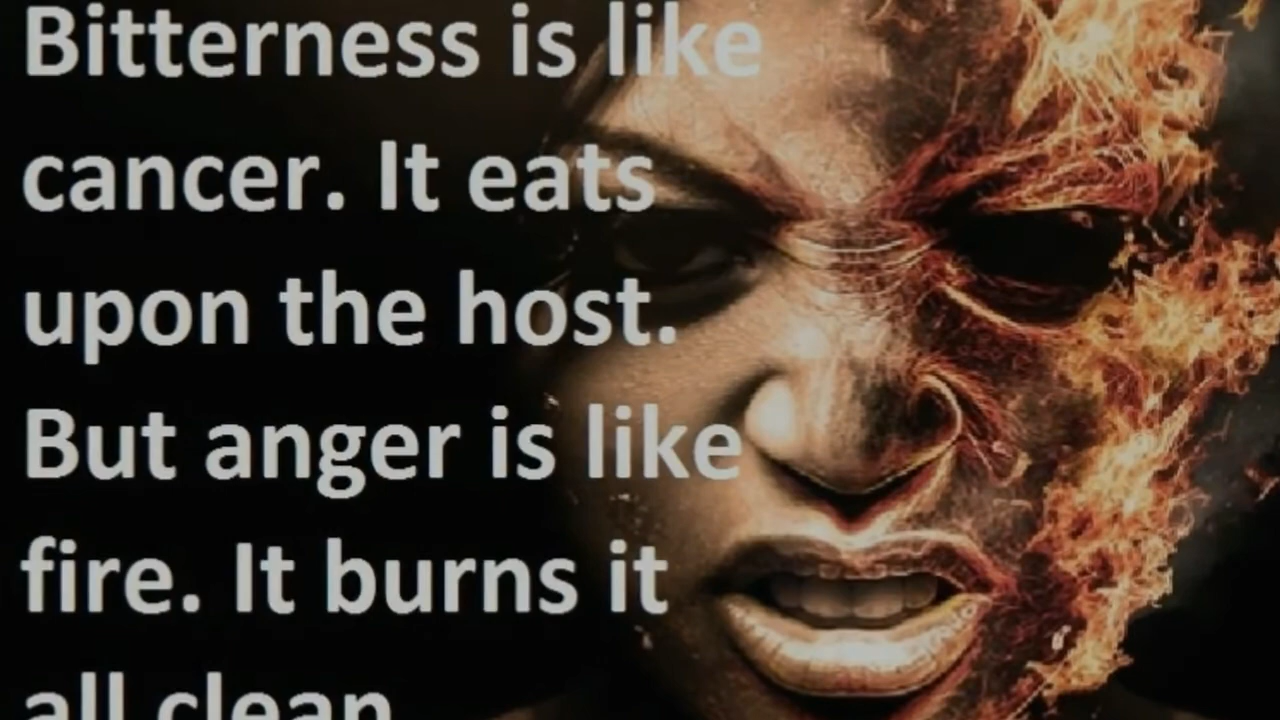 Bitterness is like
cancer. It eats
upon the host.
But anger is like
fire. It burns it
all clean